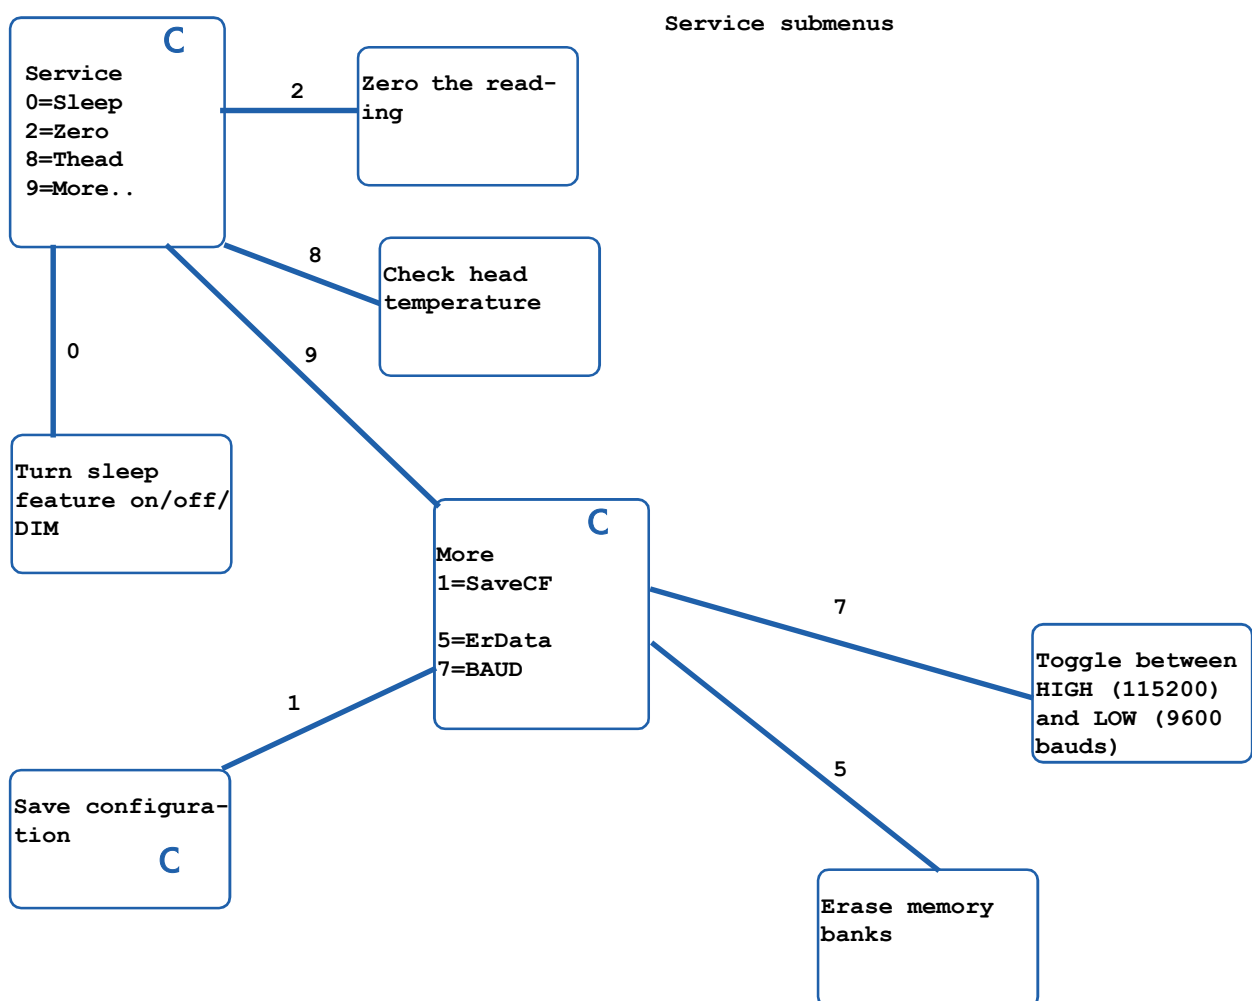 Service submenus
C
Service
0=Sleep
2=Zero
8=Thead
9=More..
2
Zero the read-
ing
8
Check head
temperature
0
9
Turn sleep
feature on/off/
DIM
C
More
1=SaveCF
5=ErData
7=BAUD
7
Toggle between
HIGH (115200)
and LOW (9600
bauds)
1
5
Save configura-
tion
C
Erase memory
banks